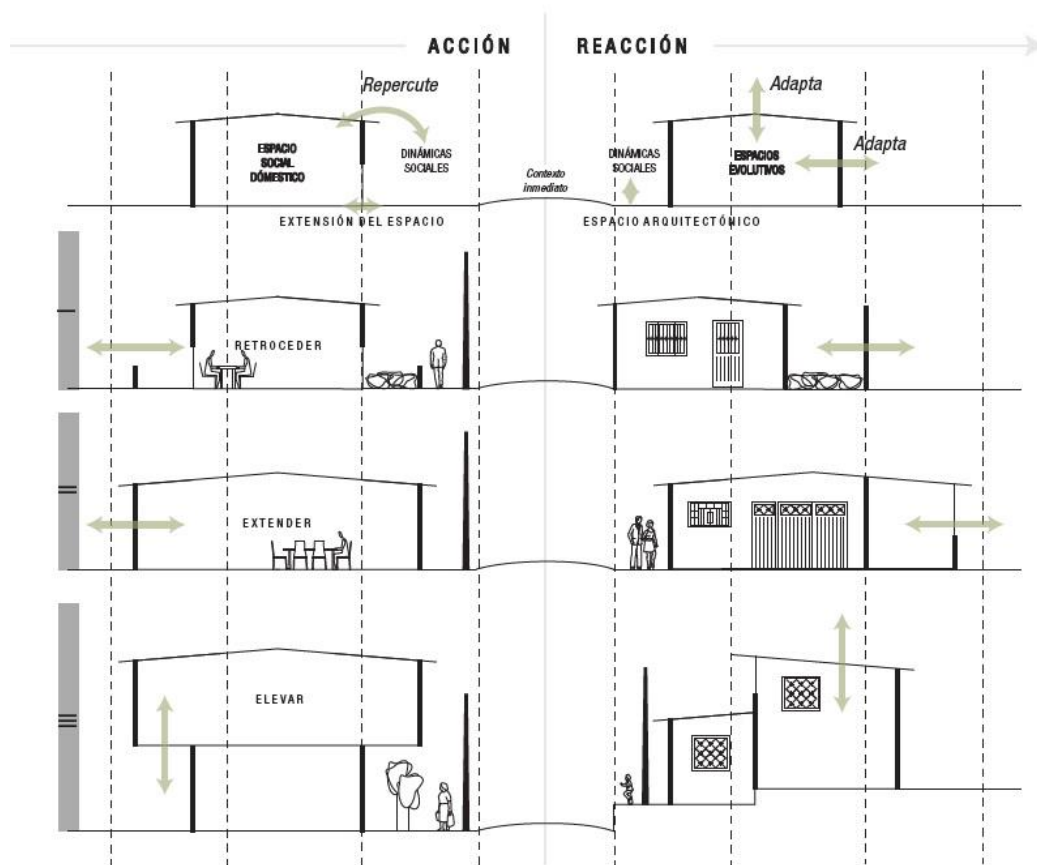 ACCIÓN
REACCIÓN
Repercute
Adapta
ESPACIO
SOCIAL
DÓMESTICO
DINÁMICAS
SOCIALES
Contexto
inmediato
DINÁMICAS
SOCIALES
ESPACIOS
EVOLUTIVOS
Adapta
EXTENSIÓN DEL ESPACIO
ESPACIO ARQUITECTÓNICO
RETROCEDER
EXTENDER
ELEVAR